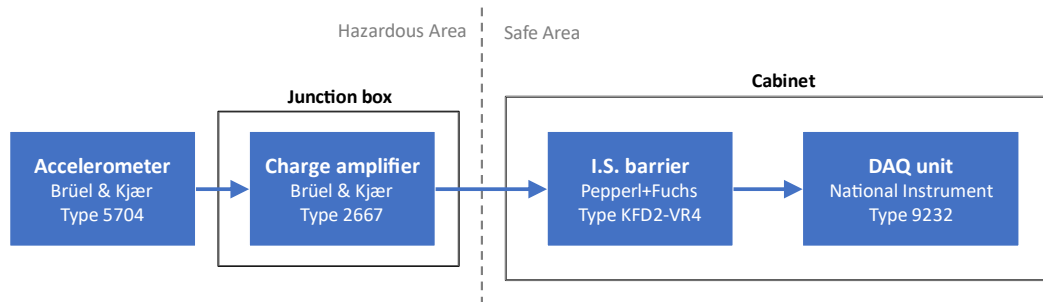 Hazardous Area
Safe Area
Junction box
Cabinet
Accelerometer
Brüel & Kjær
Type 5704
Charge amplifier
Brüel & Kjær
Type 2667
I.S. barrier
Pepperl+Fuchs
Type KFD2-VR4
DAQ unit
National Instrument
Type 9232